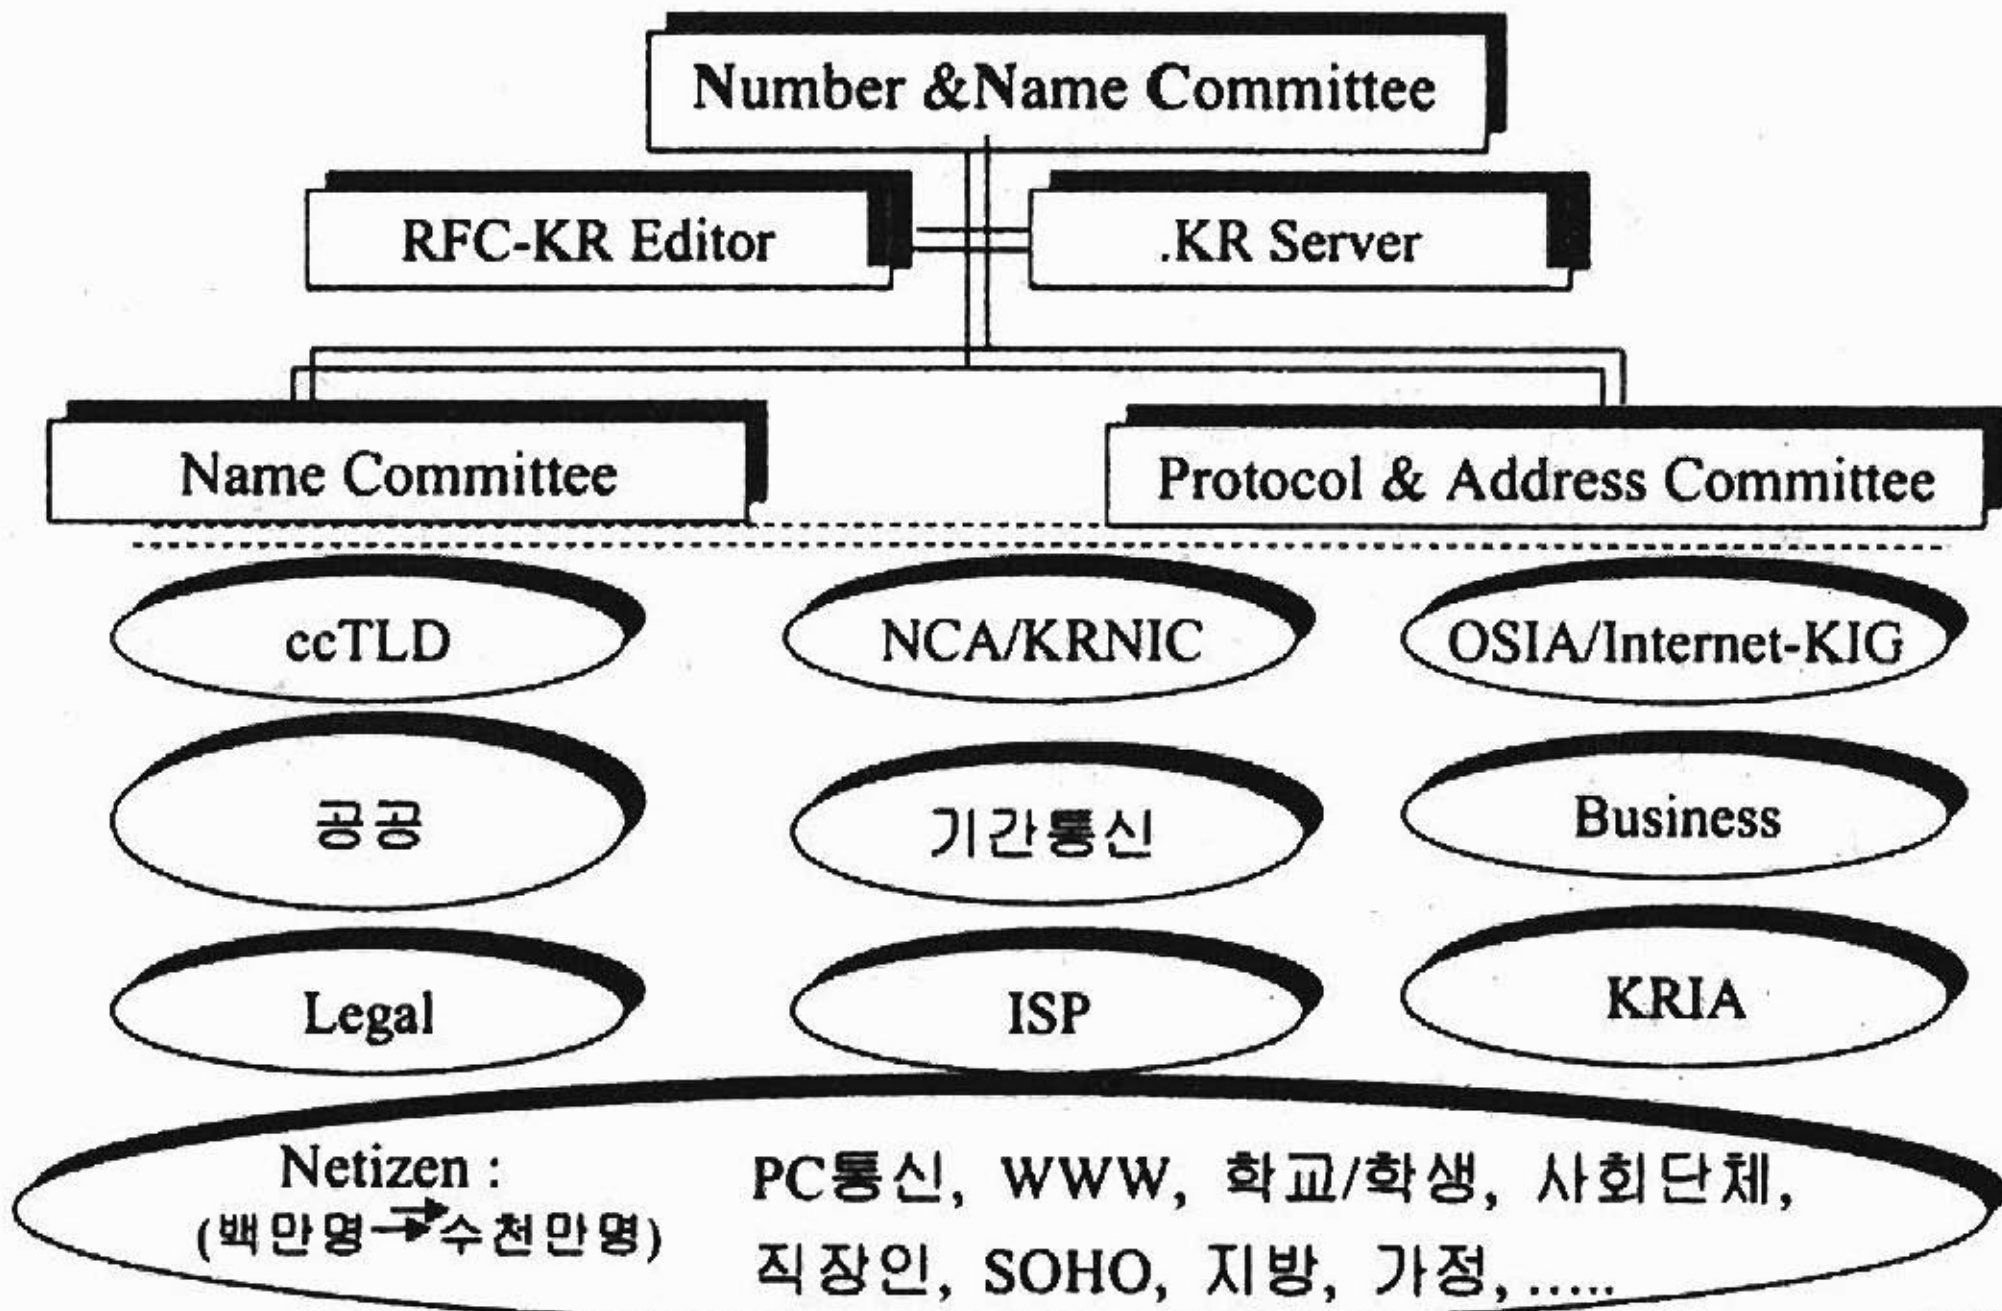 Number &Name Committee
RFC-KR Editor
.KR Server
Name Committee
Protocol & Address Committee
ccTLD
NCA/KRNIC
OSIA/Internet-KIG
공공
기간통신
Business
Legal
ISP
KRIA
Netizen :
(백만명→수천만명)
PC통신, WWW, 학교/학생, 사회단체,
직장인, SOHO, 지방, 가정, .....